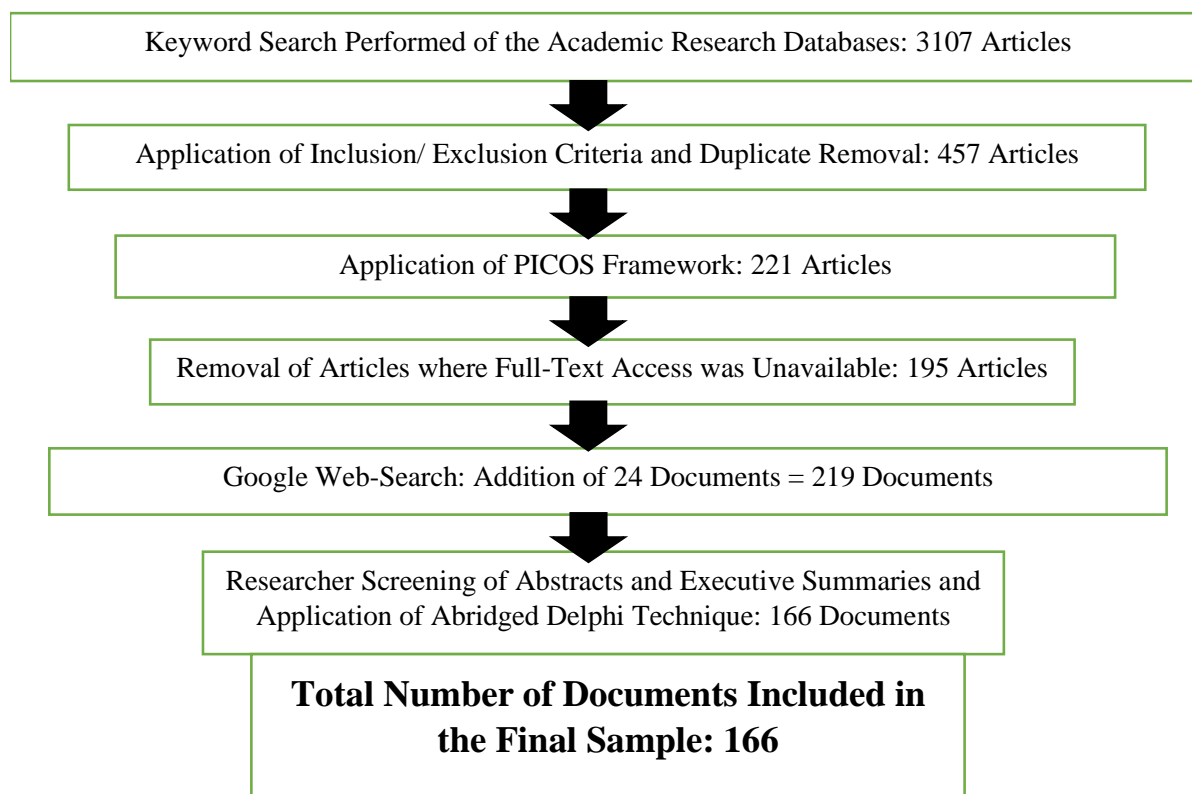 Keyword Search Performed of the Academic Research Databases: 3107 Articles
Application of Inclusion/ Exclusion Criteria and Duplicate Removal: 457 Articles
Application of PICOS Framework: 221 Articles
Removal of Articles where Full-Text Access was Unavailable: 195 Articles
Google Web-Search: Addition of 24 Documents = 219 Documents
Researcher Screening of Abstracts and Executive Summaries and
Application of Abridged Delphi Technique: 166 Documents
Total Number of Documents Included in
the Final Sample: 166